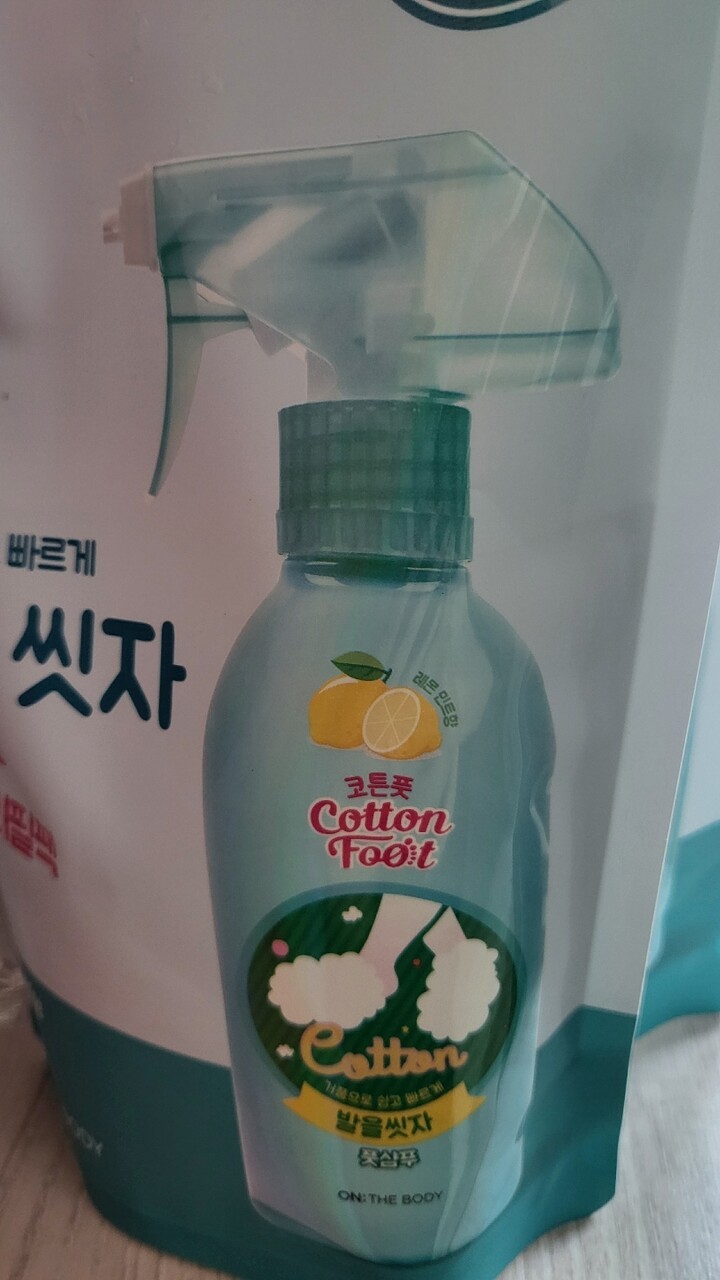 빠르게
씻자
레몬 민트향
코튼풋
Cotton
Foot
Cotton
거품으로 쉽고 빠르게
발을씻자
풋샴푸
ON: THE BODY
BODY